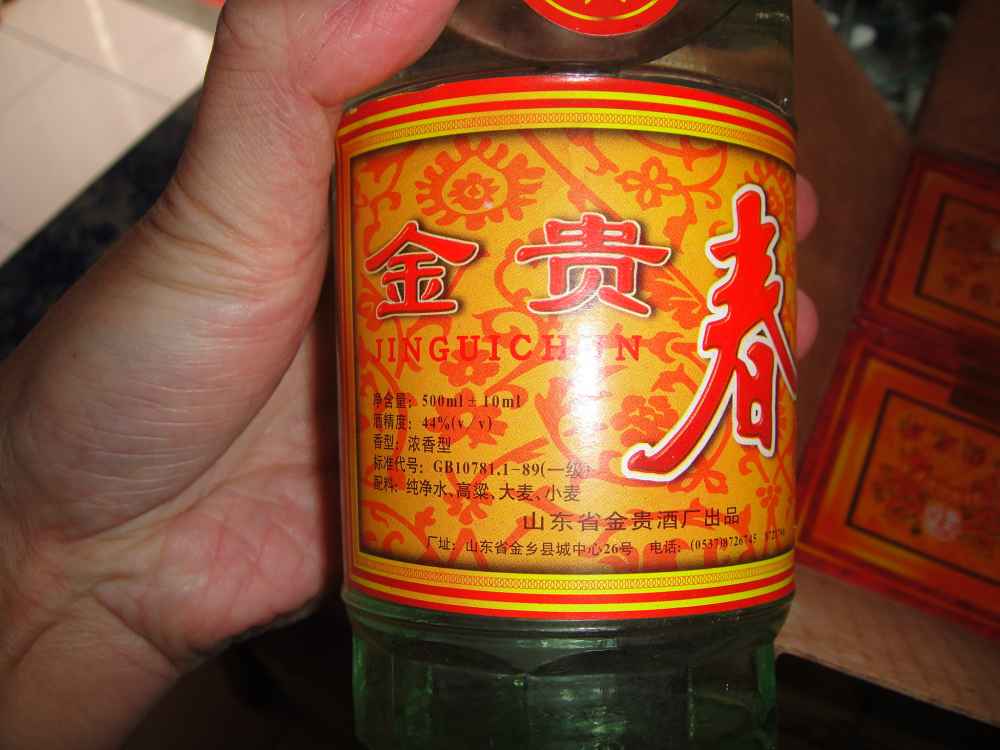 金贵春
JINGUICHUN
净含量：500ml±10ml
酒精度：44%(v/v)
香型：浓香型
标准代号：GB10781.1-89(一级)
配料：纯净水、高粱、大麦、小麦
山东省金贵酒厂出品
厂址：山东省金乡县城中心26号 电话：(0537)8726745